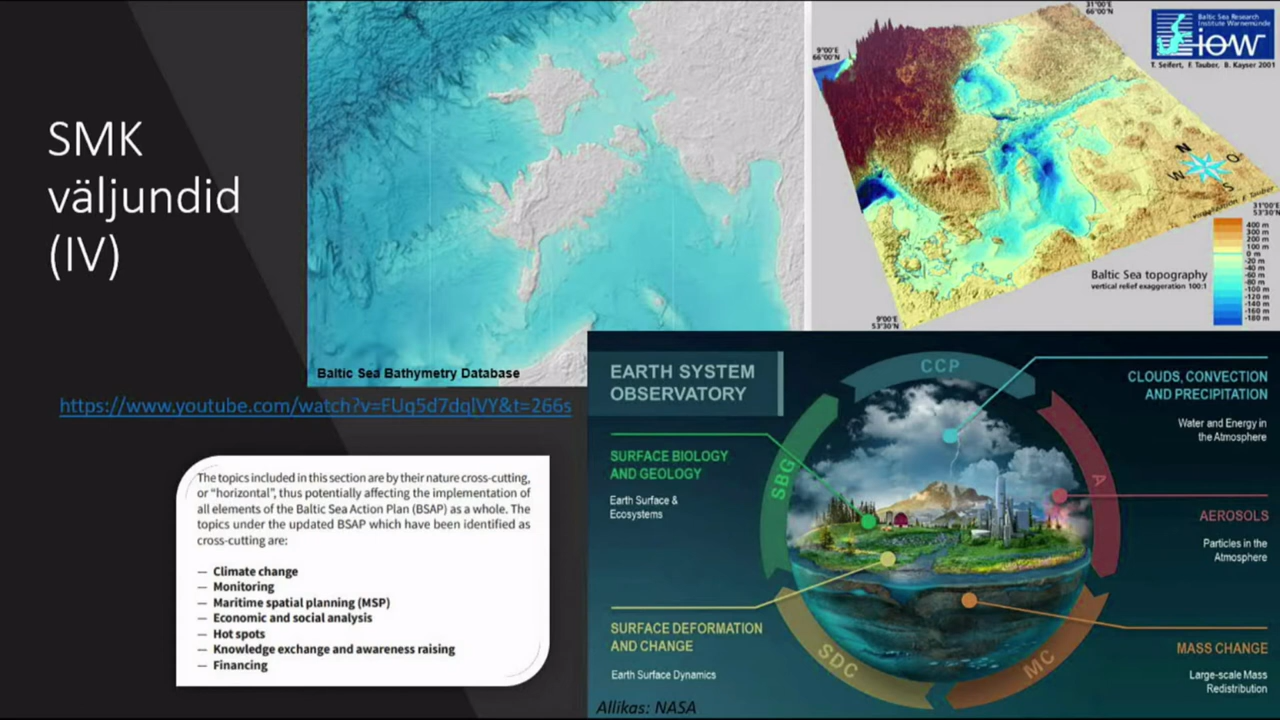 SMK
väljundid
(IV)
Baltic Sea Bathymetry Database
31°00'E
66°00'N
9°00'E
66°00'N
Baltic Sea Research
Institute Warnemünde
iow
T. Seifert, F. Tauber, B. Kayser 2001
N
O
W
S
31°00'E
53°30'N
400 m
300 m
200 m
100 m
0 m
-20 m
-40 m
-60 m
-80 m
-100 m
-120 m
-140 m
-160 m
-180 m
Baltic Sea topography
vertical relief exaggeration 100:1
9°00'E
53°30'N
https://www.youtube.com/watch?v=FUq5d7dqlVY&t=266s
The topics included in this section are by their nature cross-cutting,
or “horizontal”, thus potentially affecting the implementation of
all elements of the Baltic Sea Action Plan (BSAP) as a whole. The
topics under the updated BSAP which have been identified as
cross-cutting are:
— Climate change
— Monitoring
— Maritime spatial planning (MSP)
— Economic and social analysis
— Hot spots
— Knowledge exchange and awareness raising
— Financing
EARTH SYSTEM
OBSERVATORY
CCP
CLOUDS, CONVECTION
AND PRECIPITATION
Water and Energy in
the Atmosphere
SURFACE BIOLOGY
AND GEOLOGY
Earth Surface &
Ecosystems
SBG
A
AEROSOLS
Particles in the
Atmosphere
SURFACE DEFORMATION
AND CHANGE
Earth Surface Dynamics
SDC
MC
MASS CHANGE
Large-scale Mass
Redistribution
Allikas: NASA